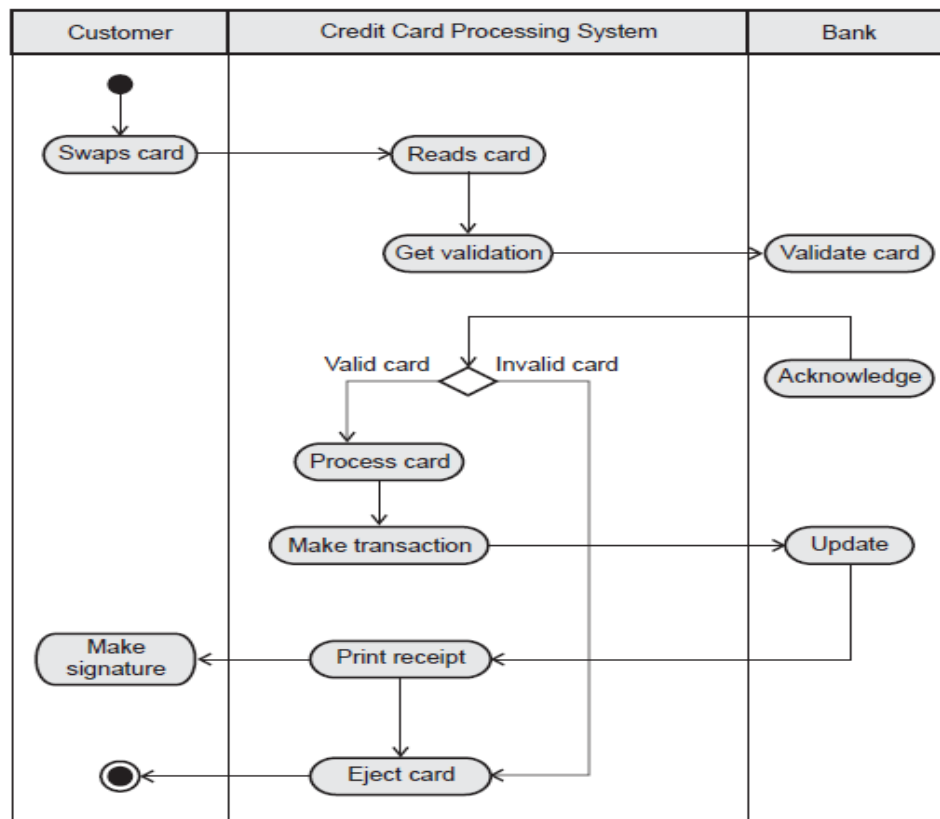 Customer
Credit Card Processing System
Bank
Swaps card
Reads card
Get validation
Validate card
Valid card
Invalid card
Acknowledge
Process card
Make transaction
Update
Make
signature
Print receipt
Eject card